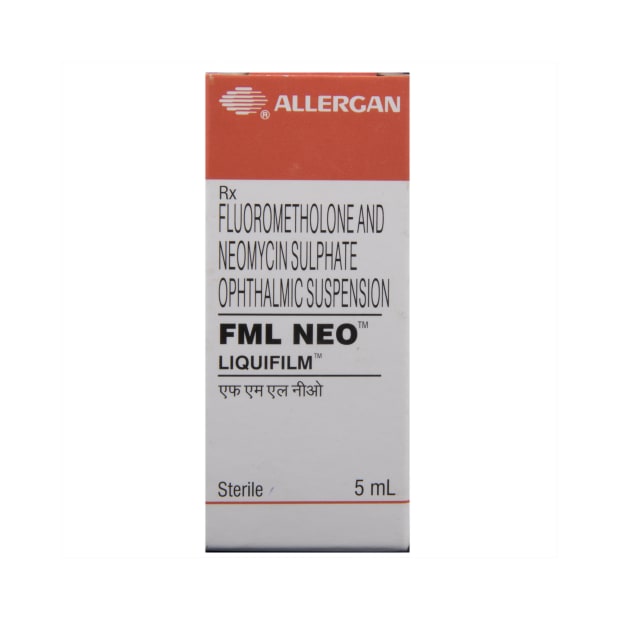 ALLERGAN
®
Rx
FLUOROMETHOLONE AND
NEOMYCIN SULPHATE
OPHTHALMIC SUSPENSION
FML NEO™
LIQUIFILM™
एफ एम एल नीओ
Sterile 5 mL